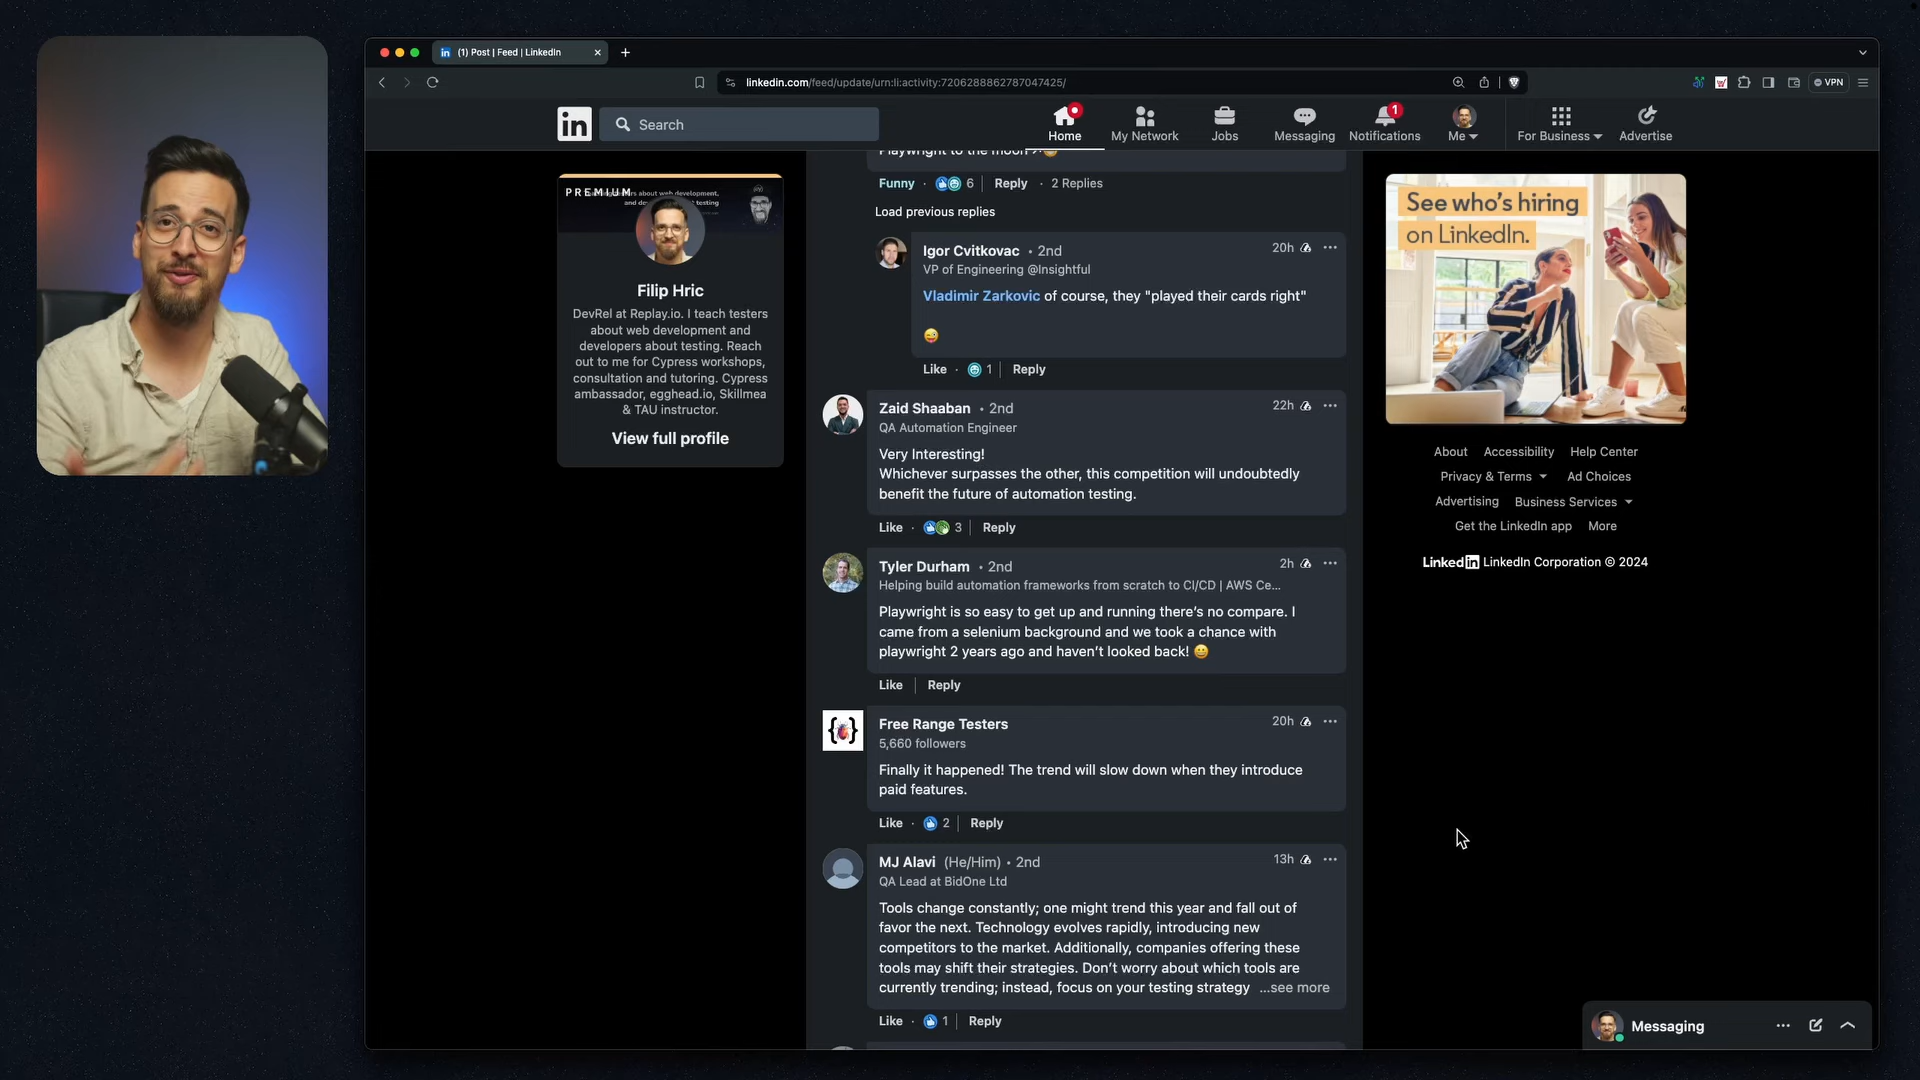 (1) Post | Feed | LinkedIn
linkedin.com/feed/update/urn:li:activity:7206288862787047425/
VPN
in
Search
Home
My Network
Jobs
Messaging
1
Notifications
Me
For Business
Advertise
PREMIUM
about web development,
testing
Filip Hric
DevRel at Replay.io. I teach testers
about web development and
developers about testing. Reach
out to me for Cypress workshops,
consultation and tutoring. Cypress
ambassador, egghead.io, Skillmea
& TAU instructor.
View full profile
Playwright to the moon
Funny · 6 | Reply · 2 Replies
Load previous replies
Igor Cvitkovac • 2nd
20h
VP of Engineering @Insightful
Vladimir Zarkovic of course, they "played their cards right"
😜
Like · 1 | Reply
Zaid Shaaban • 2nd
22h
QA Automation Engineer
Very Interesting!
Whichever surpasses the other, this competition will undoubtedly
benefit the future of automation testing.
Like · 3 | Reply
Tyler Durham • 2nd
2h
Helping build automation frameworks from scratch to CI/CD | AWS Ce...
Playwright is so easy to get up and running there's no compare. I
came from a selenium background and we took a chance with
playwright 2 years ago and haven't looked back! 😀
Like | Reply
Free Range Testers
20h
5,660 followers
Finally it happened! The trend will slow down when they introduce
paid features.
Like · 2 | Reply
MJ Alavi (He/Him) • 2nd
13h
QA Lead at BidOne Ltd
Tools change constantly; one might trend this year and fall out of
favor the next. Technology evolves rapidly, introducing new
competitors to the market. Additionally, companies offering these
tools may shift their strategies. Don't worry about which tools are
currently trending; instead, focus on your testing strategy ...see more
Like · 1 | Reply
See who's hiring
on LinkedIn.
About Accessibility Help Center
Privacy & Terms Ad Choices
Advertising Business Services
Get the LinkedIn app More
LinkedIn LinkedIn Corporation © 2024
Messaging